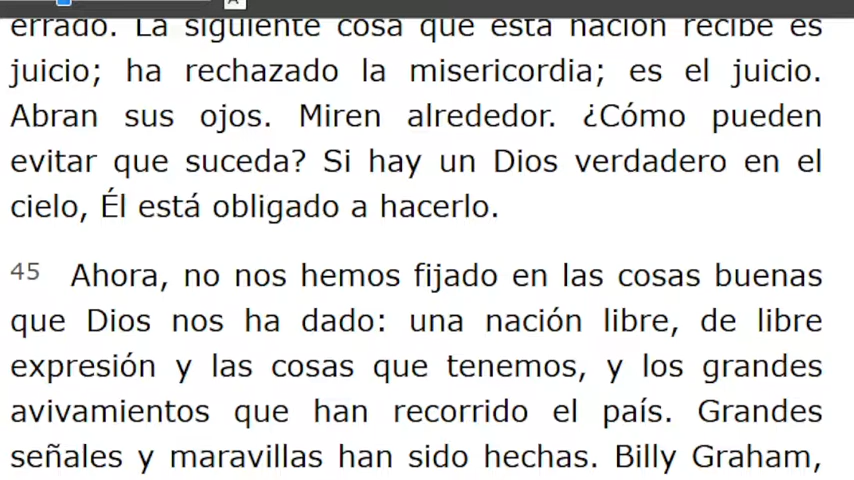 errado. La siguiente cosa que esta nación recibe es
juicio; ha rechazado la misericordia; es el juicio.
Abran sus ojos. Miren alrededor. ¿Cómo pueden
evitar que suceda? Si hay un Dios verdadero en el
cielo, Él está obligado a hacerlo.
45 Ahora, no nos hemos fijado en las cosas buenas
que Dios nos ha dado: una nación libre, de libre
expresión y las cosas que tenemos, y los grandes
avivamientos que han recorrido el país. Grandes
señales y maravillas han sido hechas. Billy Graham,